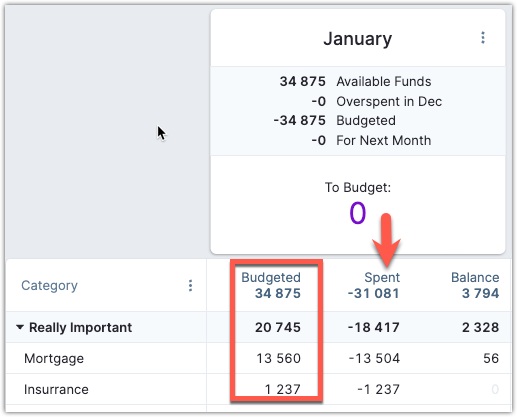 January
34 875 Available Funds
-0 Overspent in Dec
-34 875 Budgeted
-0 For Next Month
To Budget:
0
Category Budgeted Spent Balance
34 875 -31 081 3 794
Really Important 20 745 -18 417 2 328
Mortgage 13 560 -13 504 56
Insurrance 1 237 -1 237 0